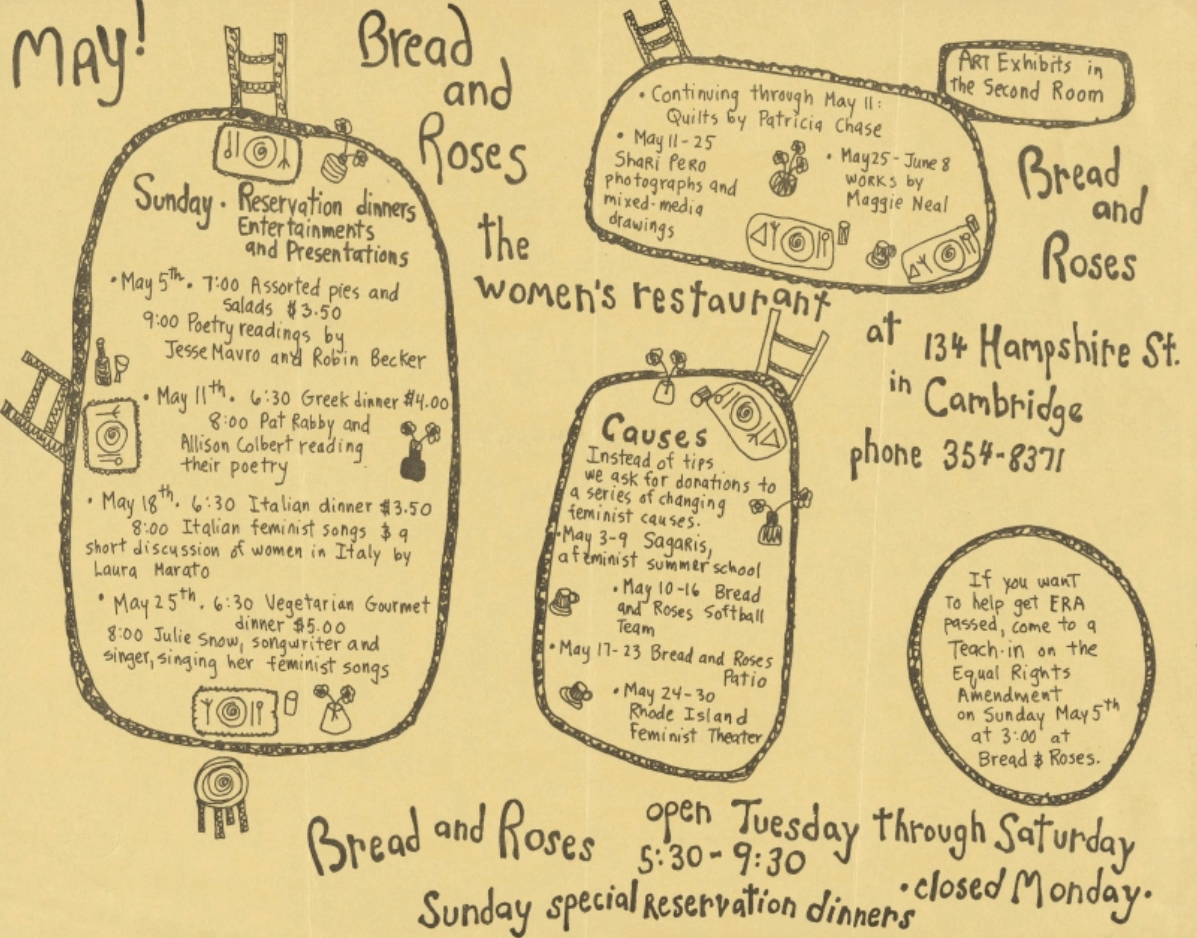 May!
Bread
and
Roses
the
women's restaurant
at 134 Hampshire St.
in Cambridge
phone 354-8371
Sunday · Reservation dinners
Entertainments
and Presentations
· May 5th. 7:00 Assorted pies and
salads $3.50
9:00 Poetry readings by
Jesse Mavro and Robin Becker
· May 11th. 6:30 Greek dinner $4.00
8:00 Pat Rabby and
Allison Colbert reading
their poetry
· May 18th. 6:30 Italian dinner $3.50
8:00 Italian feminist songs & a
short discussion of women in Italy by
Laura Marato
· May 25th. 6:30 Vegetarian Gourmet
dinner $5.00
8:00 Julie Snow, songwriter and
singer, singing her feminist songs
Art Exhibits in
the Second Room
· Continuing through May 11:
Quilts by Patricia Chase
· May 11-25
Shari Pero
photographs and
mixed-media
drawings
· May 25-June 8
works by
Maggie Neal
Bread
and
Roses
Causes
Instead of tips
we ask for donations to
a series of changing
feminist causes.
· May 3-9 Sagaris,
a feminist summer school
· May 10-16 Bread
and Roses Softball
Team
· May 17-23 Bread and Roses
Patio
· May 24-30
Rhode Island
Feminist Theater
If you want
to help get ERA
passed, come to a
Teach-in on the
Equal Rights
Amendment
on Sunday May 5th
at 3:00 at
Bread & Roses.
Bread and Roses
open Tuesday through Saturday
5:30-9:30
· closed Monday ·
Sunday special Reservation dinners